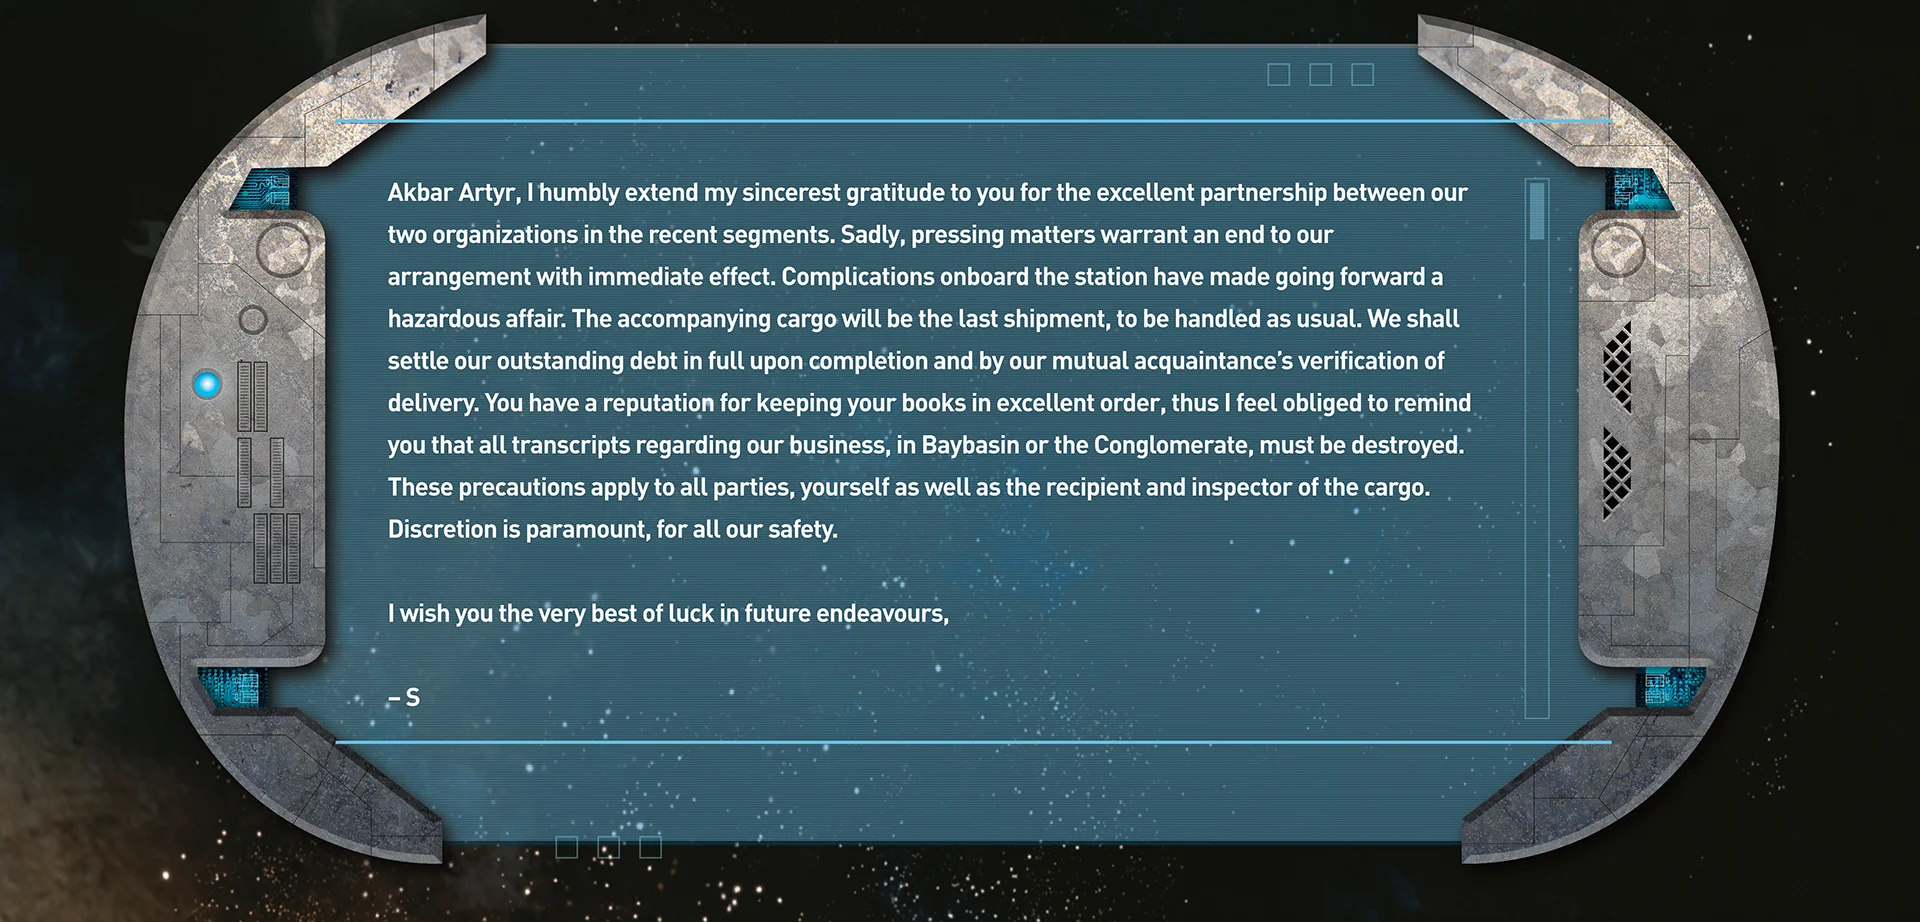 Akbar Artyr, I humbly extend my sincerest gratitude to you for the excellent partnership between our
two organizations in the recent segments. Sadly, pressing matters warrant an end to our
arrangement with immediate effect. Complications onboard the station have made going forward a
hazardous affair. The accompanying cargo will be the last shipment, to be handled as usual. We shall
settle our outstanding debt in full upon completion and by our mutual acquaintance’s verification of
delivery. You have a reputation for keeping your books in excellent order, thus I feel obliged to remind
you that all transcripts regarding our business, in Baybasin or the Conglomerate, must be destroyed.
These precautions apply to all parties, yourself as well as the recipient and inspector of the cargo.
Discretion is paramount, for all our safety.
I wish you the very best of luck in future endeavours,
– S